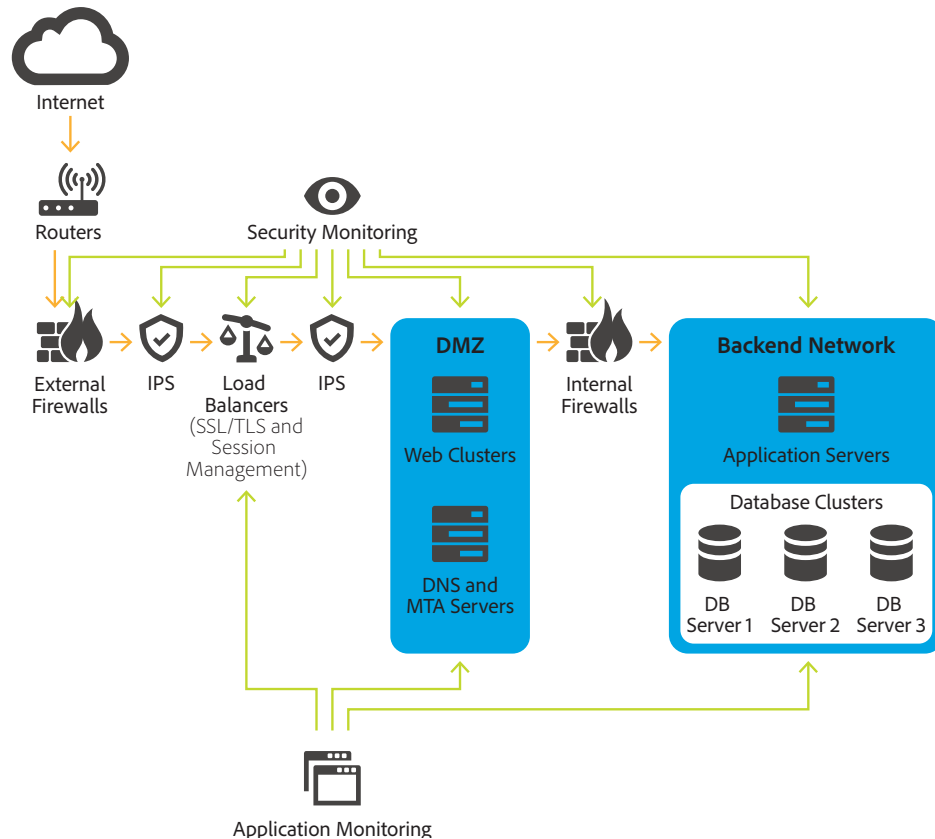 Internet
Routers
Security Monitoring
External
Firewalls
IPS
Load
Balancers
(SSL/TLS and
Session
Management)
IPS
DMZ
Web Clusters
DNS and
MTA Servers
Internal
Firewalls
Backend Network
Application Servers
Database Clusters
DB
Server 1
DB
Server 2
DB
Server 3
Application Monitoring